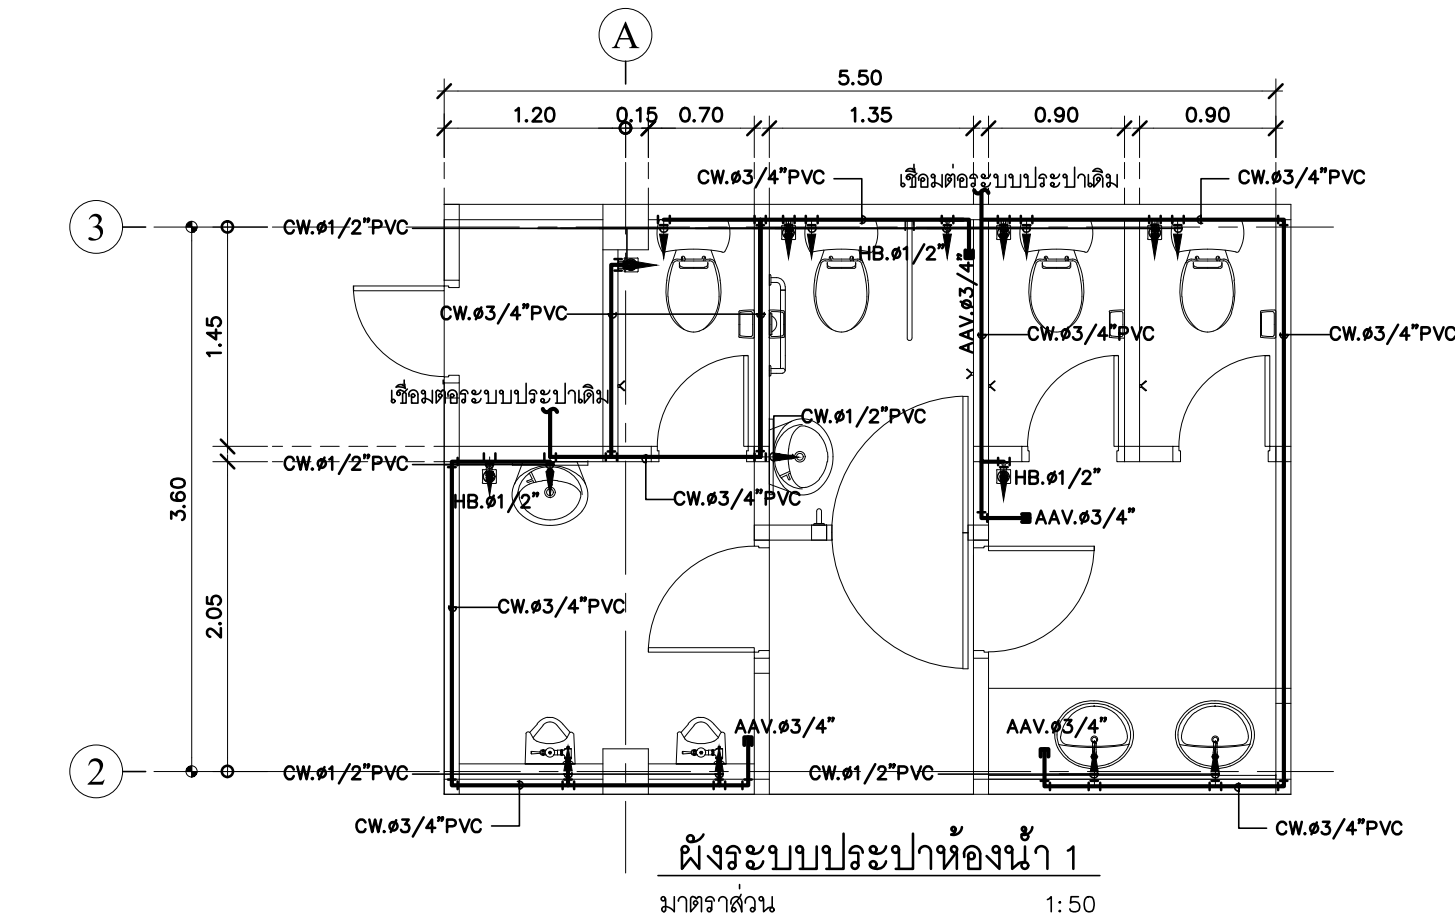 A
5.50
1.20 0.15 0.70 1.35 0.90 0.90
CW.ø3/4"PVC เชื่อมต่อระบบประปาเดิม CW.ø3/4"PVC
3 CW.ø1/2"PVC
HB.ø1/2"
AAV.ø3/4"
CW.ø3/4"PVC CW.ø3/4"PVC CW.ø3/4"PVC
1.45
เชื่อมต่อระบบประปาเดิม
CW.ø1/2"PVC
CW.ø1/2"PVC
3.60
HB.ø1/2" CW.ø3/4"PVC HB.ø1/2"
AAV.ø3/4"
2.05
CW.ø3/4"PVC
AAV.ø3/4" AAV.ø3/4"
2 CW.ø1/2"PVC CW.ø1/2"PVC
CW.ø3/4"PVC CW.ø3/4"PVC
ผังระบบประปาห้องน้ำ 1
มาตราส่วน 1:50